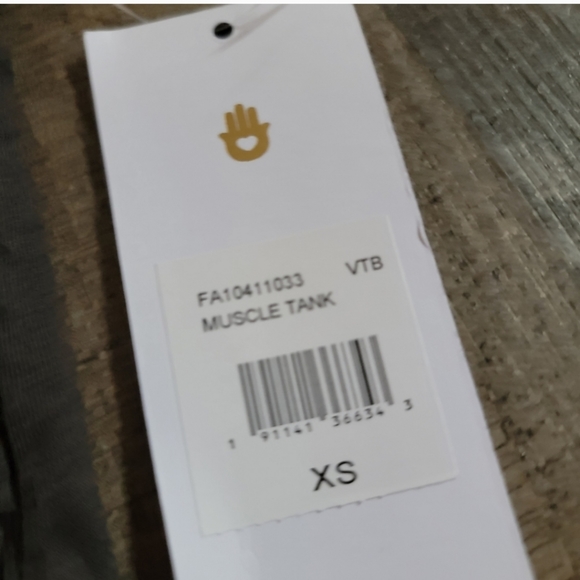 FA10411033 VTB
MUSCLE TANK
1 91141 36634 3
XS